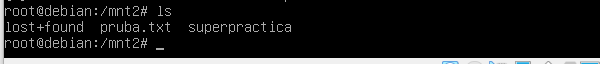 root@debian:/mnt2# ls
lost+found  pruba.txt  superpractica
root@debian:/mnt2# _